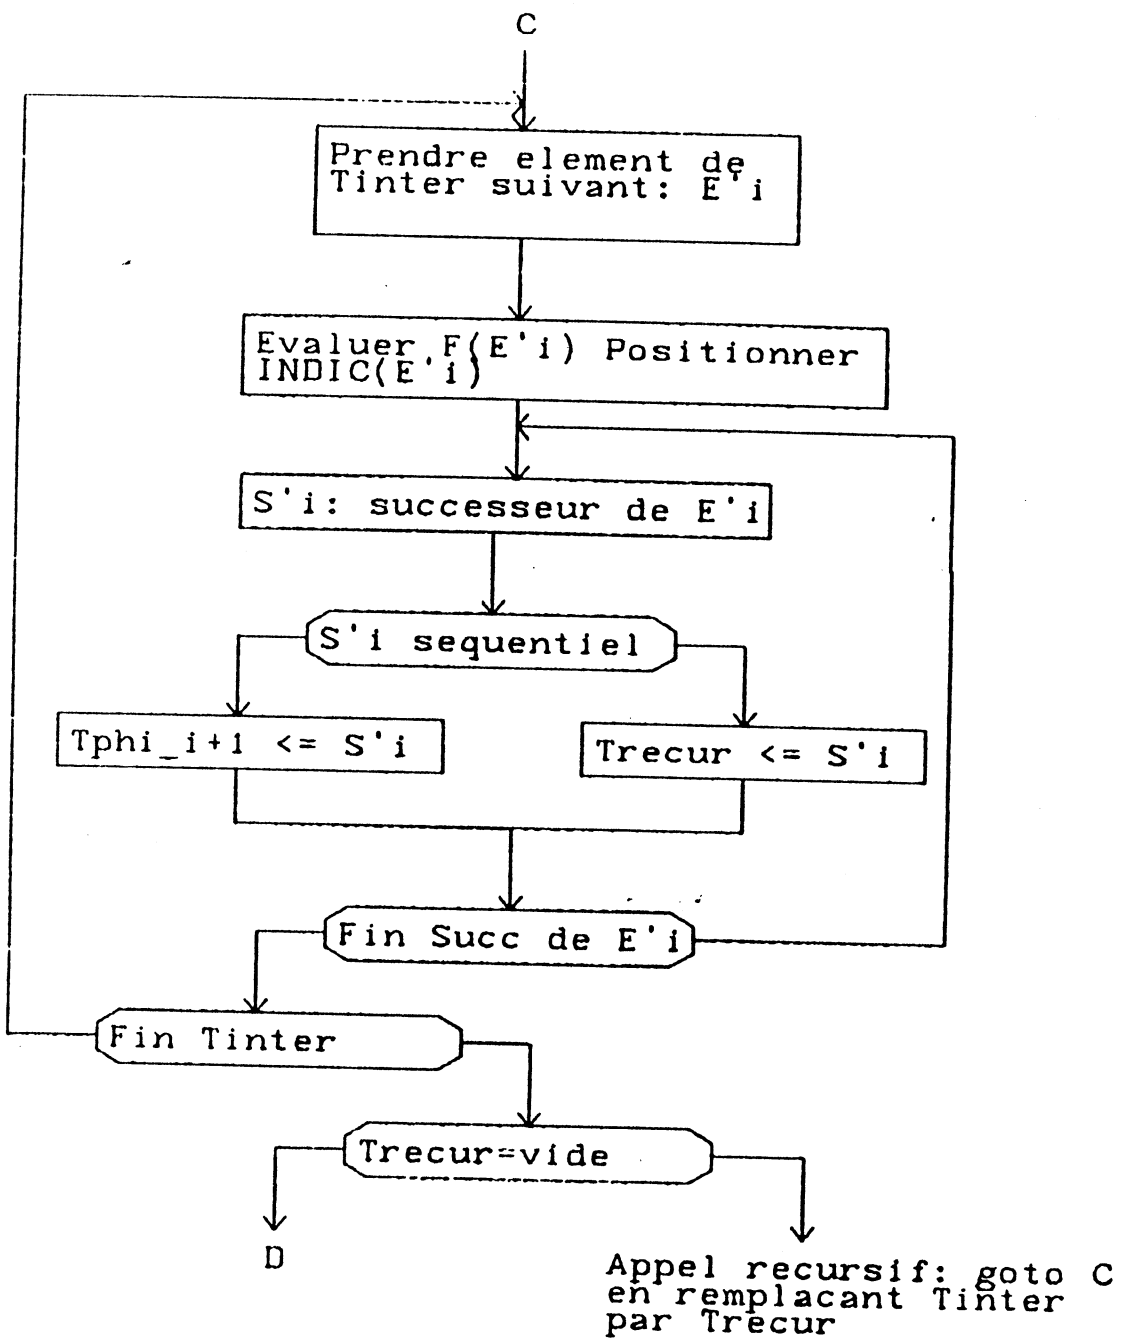 C
Prendre element de
Tinter suivant: E'i
Evaluer F(E'i) Positionner
INDIC(E'i)
S'i: successeur de E'i
S'i sequentiel
Tphi_i+1 <= S'i
Trecur <= S'i
Fin Succ de E'i
Fin Tinter
Trecur=vide
D
Appel recursif: goto C
en remplacant Tinter
par Trecur